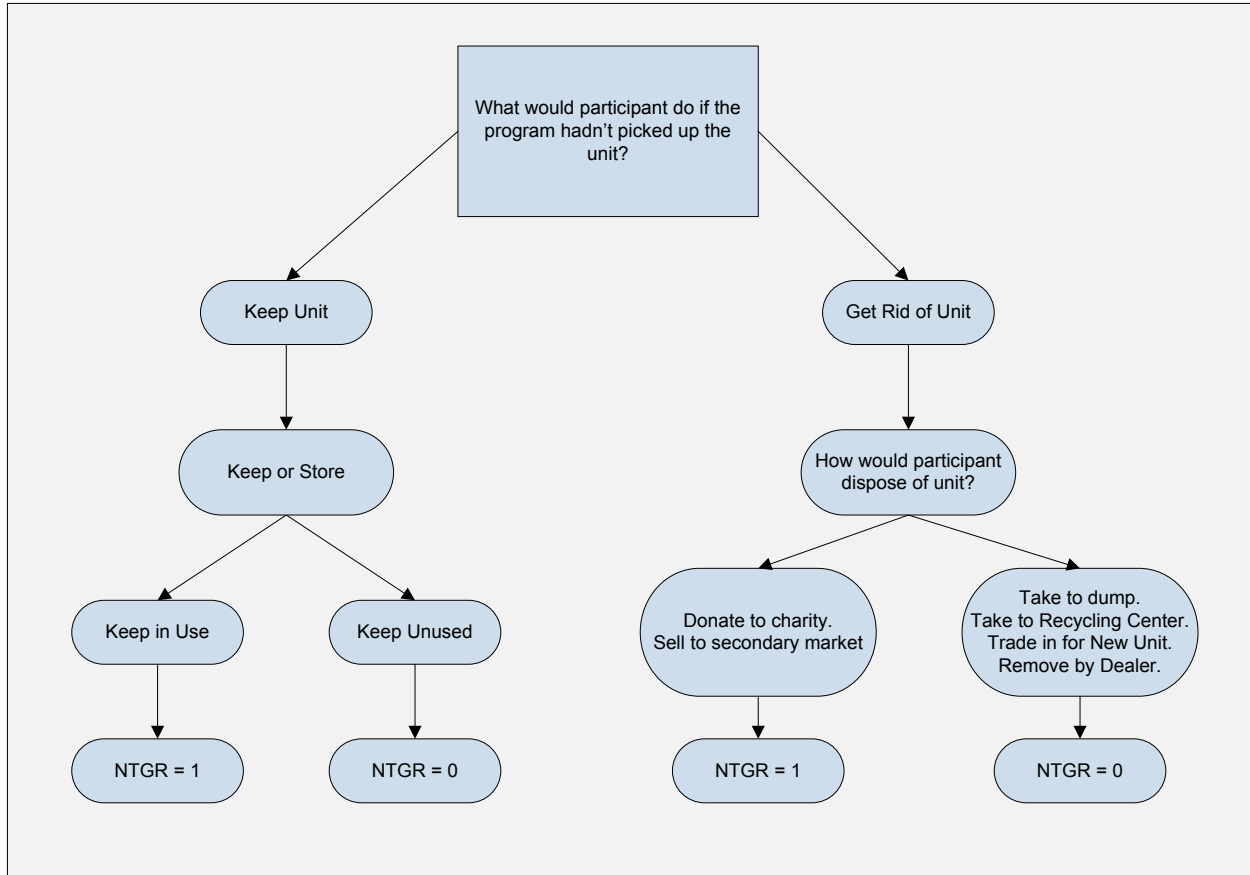 What would participant do if the
program hadn’t picked up the
unit?
Keep Unit
Get Rid of Unit
Keep or Store
How would participant
dispose of unit?
Keep in Use
Keep Unused
Donate to charity.
Sell to secondary market
Take to dump.
Take to Recycling Center.
Trade in for New Unit.
Remove by Dealer.
NTGR = 1
NTGR = 0
NTGR = 1
NTGR = 0